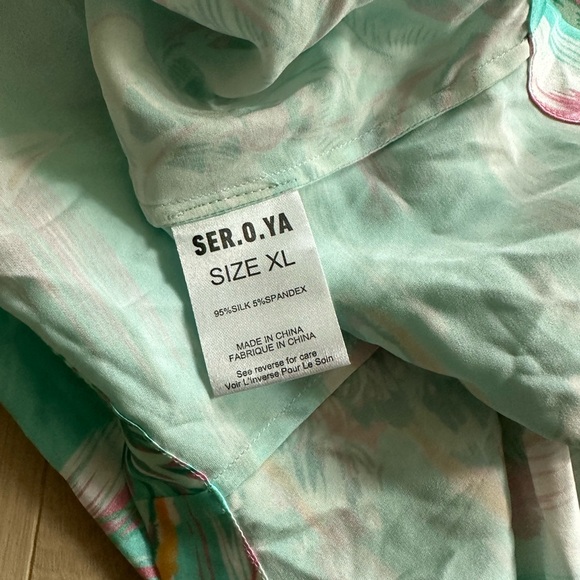 SER.O.YA
SIZE XL
95%SILK 5%SPANDEX
MADE IN CHINA
FABRIQUE IN CHINA
See reverse for care
Voir L'Inverse Pour Le Soin